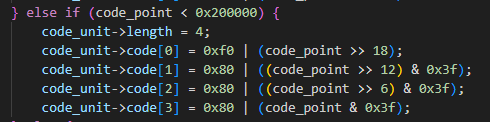 } else if (code_point < 0x200000) {
code_unit->length = 4;
code_unit->code[0] = 0xf0 | (code_point >> 18);
code_unit->code[1] = 0x80 | ((code_point >> 12) & 0x3f);
code_unit->code[2] = 0x80 | ((code_point >> 6) & 0x3f);
code_unit->code[3] = 0x80 | (code_point & 0x3f);